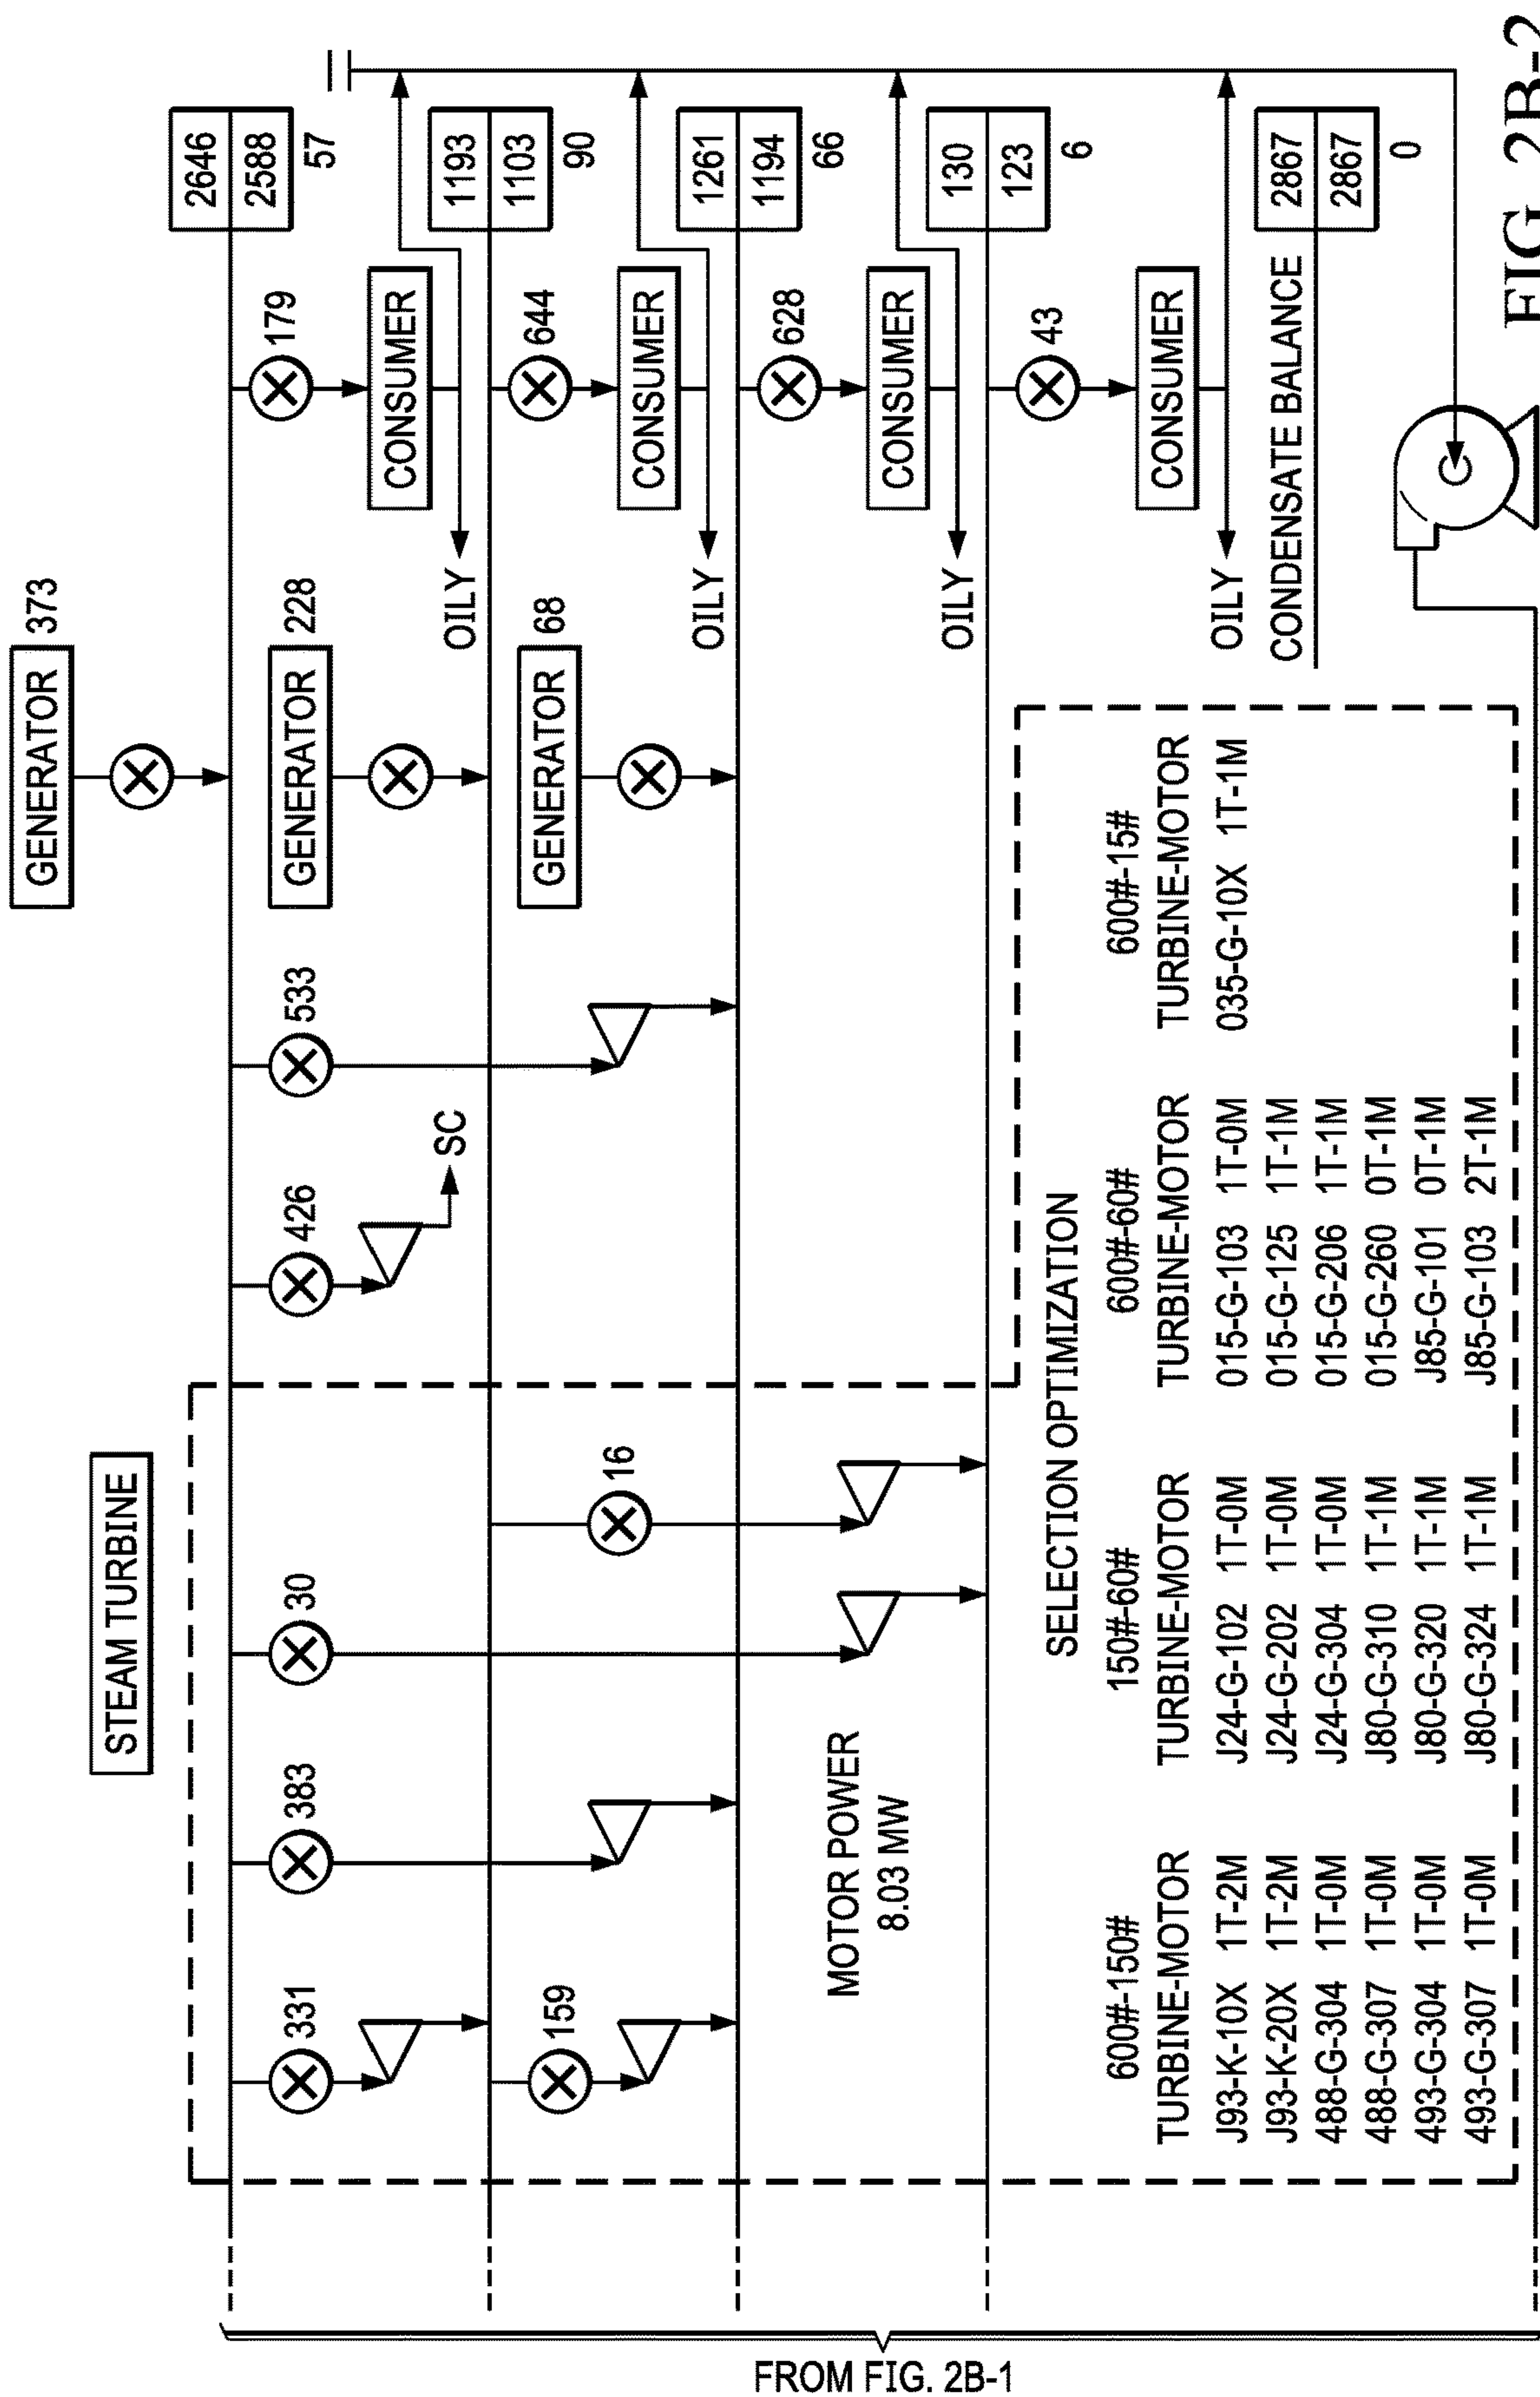 GENERATOR 373
STEAM TURBINE
331
383
30
426
533
GENERATOR 228
179
2646
2588
57
SC
CONSUMER
OILY
1193
1103
90
159
16
GENERATOR 68
644
CONSUMER
OILY
1261
1194
66
MOTOR POWER
8.03 MW
628
CONSUMER
OILY
130
123
6
43
CONSUMER
OILY
SELECTION OPTIMIZATION
600#-150#
TURBINE-MOTOR
J93-K-10X 1T-2M
J93-K-20X 1T-2M
488-G-304 1T-0M
488-G-307 1T-0M
493-G-304 1T-0M
493-G-307 1T-0M
150#-60#
TURBINE-MOTOR
J24-G-102 1T-0M
J24-G-202 1T-0M
J24-G-304 1T-0M
J80-G-310 1T-1M
J80-G-320 1T-1M
J80-G-324 1T-1M
600#-60#
TURBINE-MOTOR
015-G-103 1T-0M
015-G-125 1T-1M
015-G-206 1T-1M
015-G-260 0T-1M
J85-G-101 0T-1M
J85-G-103 2T-1M
600#-15#
TURBINE-MOTOR
035-G-10X 1T-1M
CONDENSATE BALANCE
2867
2867
0
FROM FIG. 2B-1
FIG. 2B-2